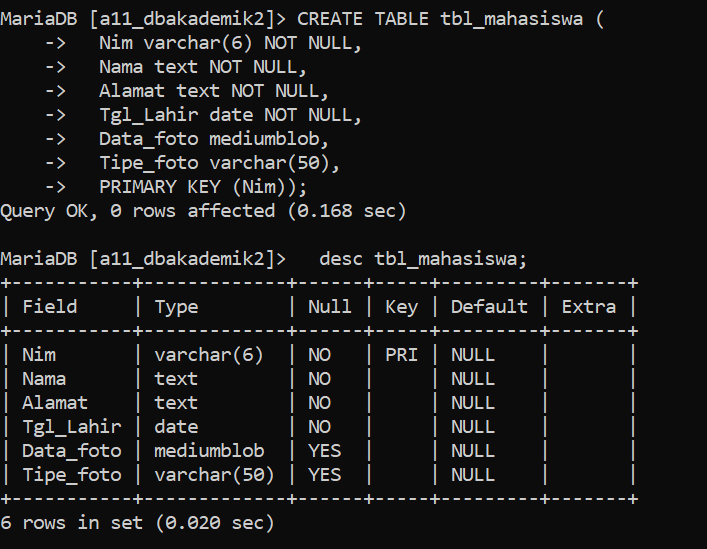 MariaDB [a11_dbakademik2]> CREATE TABLE tbl_mahasiswa (
    ->   Nim varchar(6) NOT NULL,
    ->   Nama text NOT NULL,
    ->   Alamat text NOT NULL,
    ->   Tgl_Lahir date NOT NULL,
    ->   Data_foto mediumblob,
    ->   Tipe_foto varchar(50),
    ->   PRIMARY KEY (Nim));
Query OK, 0 rows affected (0.168 sec)

MariaDB [a11_dbakademik2]>   desc tbl_mahasiswa;
+-----------+-------------+------+-----+---------+-------+
| Field     | Type        | Null | Key | Default | Extra |
+-----------+-------------+------+-----+---------+-------+
| Nim       | varchar(6)  | NO   | PRI | NULL    |       |
| Nama      | text        | NO   |     | NULL    |       |
| Alamat    | text        | NO   |     | NULL    |       |
| Tgl_Lahir | date        | NO   |     | NULL    |       |
| Data_foto | mediumblob  | YES  |     | NULL    |       |
| Tipe_foto | varchar(50) | YES  |     | NULL    |       |
+-----------+-------------+------+-----+---------+-------+
6 rows in set (0.020 sec)